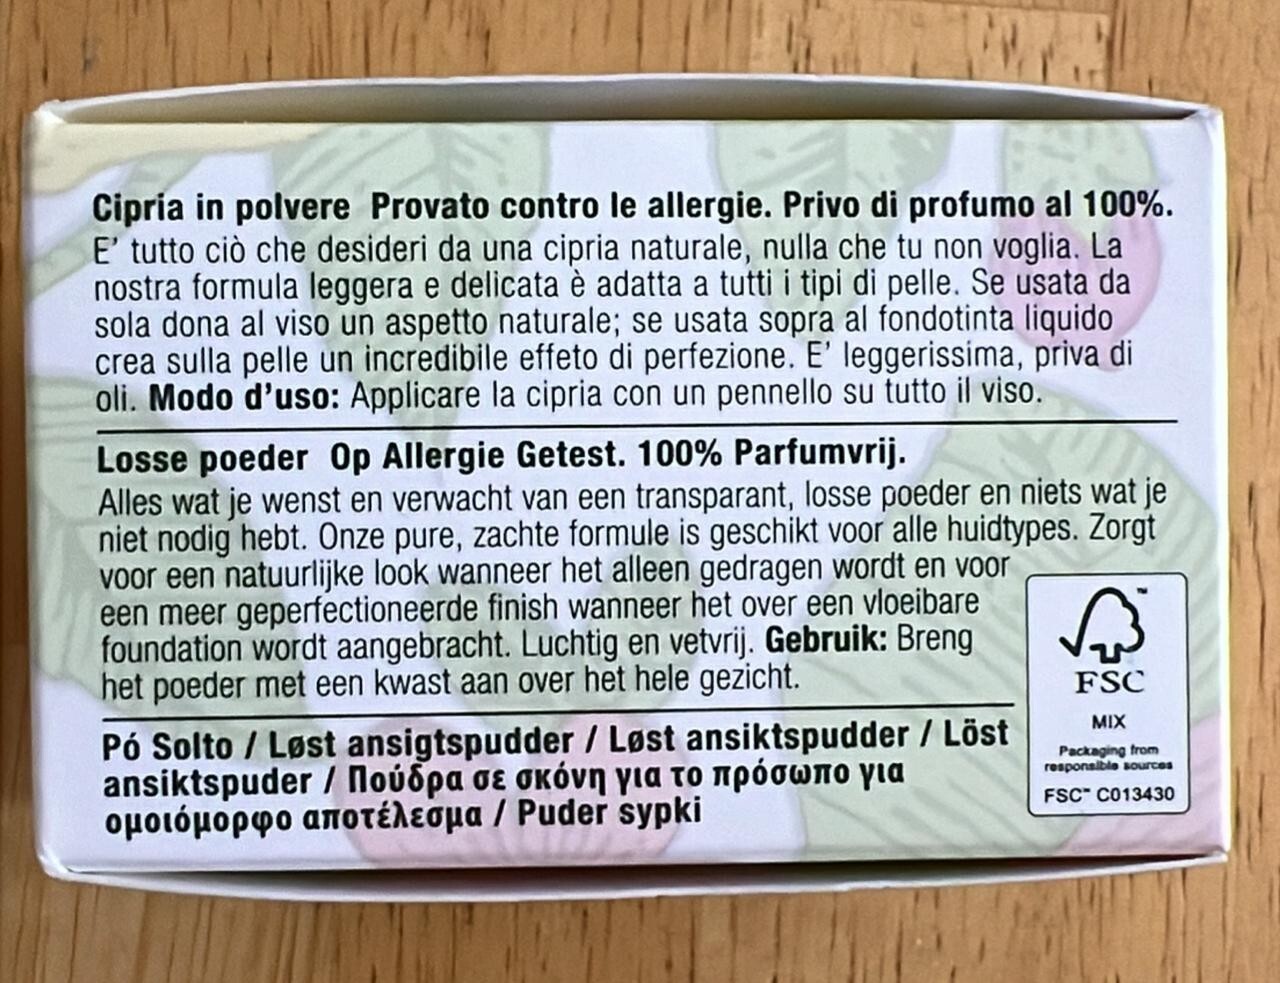 Cipria in polvere Provato contro le allergie. Privo di profumo al 100%.
E' tutto ciò che desideri da una cipria naturale, nulla che tu non voglia. La
nostra formula leggera e delicata è adatta a tutti i tipi di pelle. Se usata da
sola dona al viso un aspetto naturale; se usata sopra al fondotinta liquido
crea sulla pelle un incredibile effeto di perfezione. E' leggerissima, priva di
oli. Modo d'uso: Applicare la cipria con un pennello su tutto il viso.
Losse poeder Op Allergie Getest. 100% Parfumvrij.
Alles wat je wenst en verwacht van een transparant, losse poeder en niets wat je
niet nodig hebt. Onze pure, zachte formule is geschikt voor alle huidtypes. Zorgt
voor een natuurlijke look wanneer het alleen gedragen wordt en voor
een meer geperfectioneerde finish wanneer het over een vloeibare
foundation wordt aangebracht. Luchtig en vetvrij. Gebruik: Breng
het poeder met een kwast aan over het hele gezicht.
Pó Solto / Løst ansigtspudder / Løst ansiktspudder / Löst
ansiktspuder / Πούδρα σε σκόνη για το πρόσωπο για
ομοιόμορφο αποτέλεσμα / Puder sypki
™
FSC
MIX
Packaging from
responsible sources
FSC™ C013430